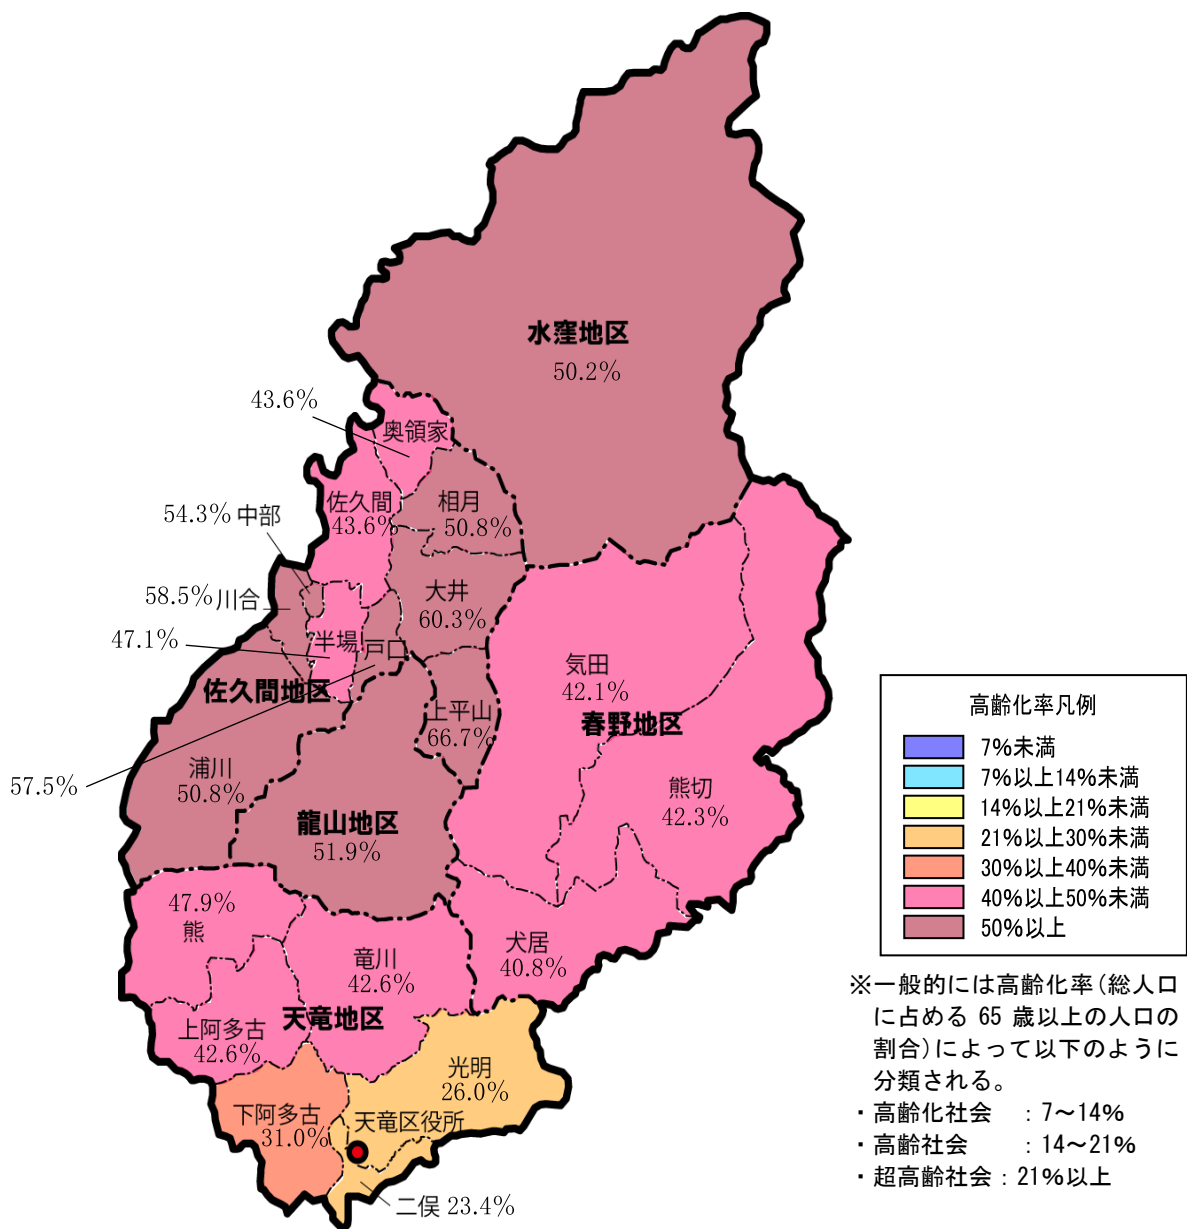 水窪地区
50.2%
43.6%
奥領家
佐久間
43.6%
相月
50.8%
54.3% 中部
58.5% 川合
大井
60.3%
47.1%
半場
戸口
佐久間地区
気田
42.1%
春野地区
上平山
66.7%
57.5%
浦川
50.8%
龍山地区
51.9%
熊切
42.3%
47.9%
熊
竜川
42.6%
犬居
40.8%
天竜地区
上阿多古
42.6%
光明
26.0%
下阿多古
31.0%
天竜区役所
二俣 23.4%
高齢化率凡例
7%未満
7%以上14%未満
14%以上21%未満
21%以上30%未満
30%以上40%未満
40%以上50%未満
50%以上
※一般的には高齢化率(総人口
に占める 65 歳以上の人口の
割合)によって以下のように
分類される。
・高齢化社会 :7～14%
・高齢社会 :14～21%
・超高齢社会:21%以上